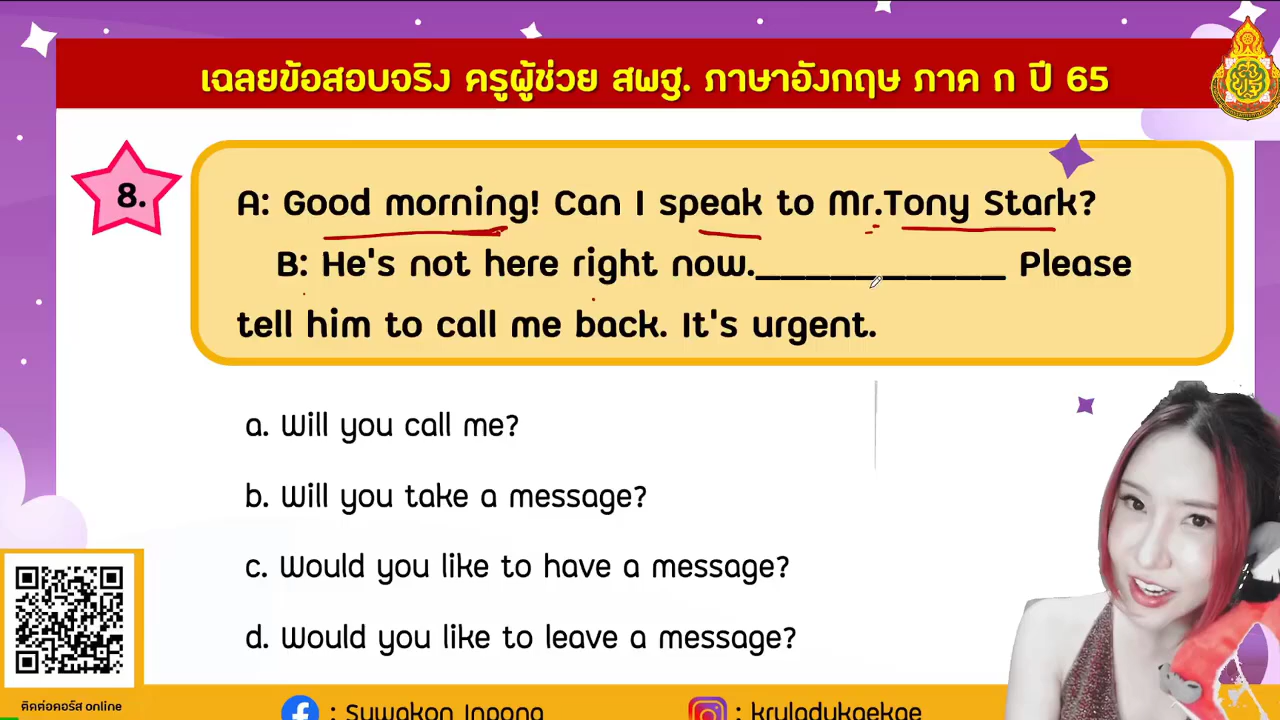 เฉลยข้อสอบจริง ครูผู้ช่วย สพฐ. ภาษาอังกฤษ ภาค ก ปี 65
8.
A: Good morning! Can I speak to Mr.Tony Stark?
B: He's not here right now.__________ Please
tell him to call me back. It's urgent.
a. Will you call me?
b. Will you take a message?
c. Would you like to have a message?
d. Would you like to leave a message?
ติดต่อคอร์ส online
: Suwakon Inpong
: kruladukaekae